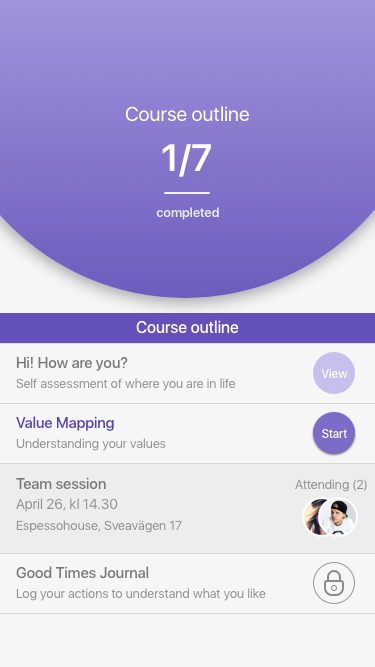 Course outline
1/7
completed
Course outline
Hi! How are you?
Self assessment of where you are in life
View
Value Mapping
Understanding your values
Start
Team session
Attending (2)
April 26, kl 14.30
Espessohouse, Sveavägen 17
Good Times Journal
Log your actions to understand what you like